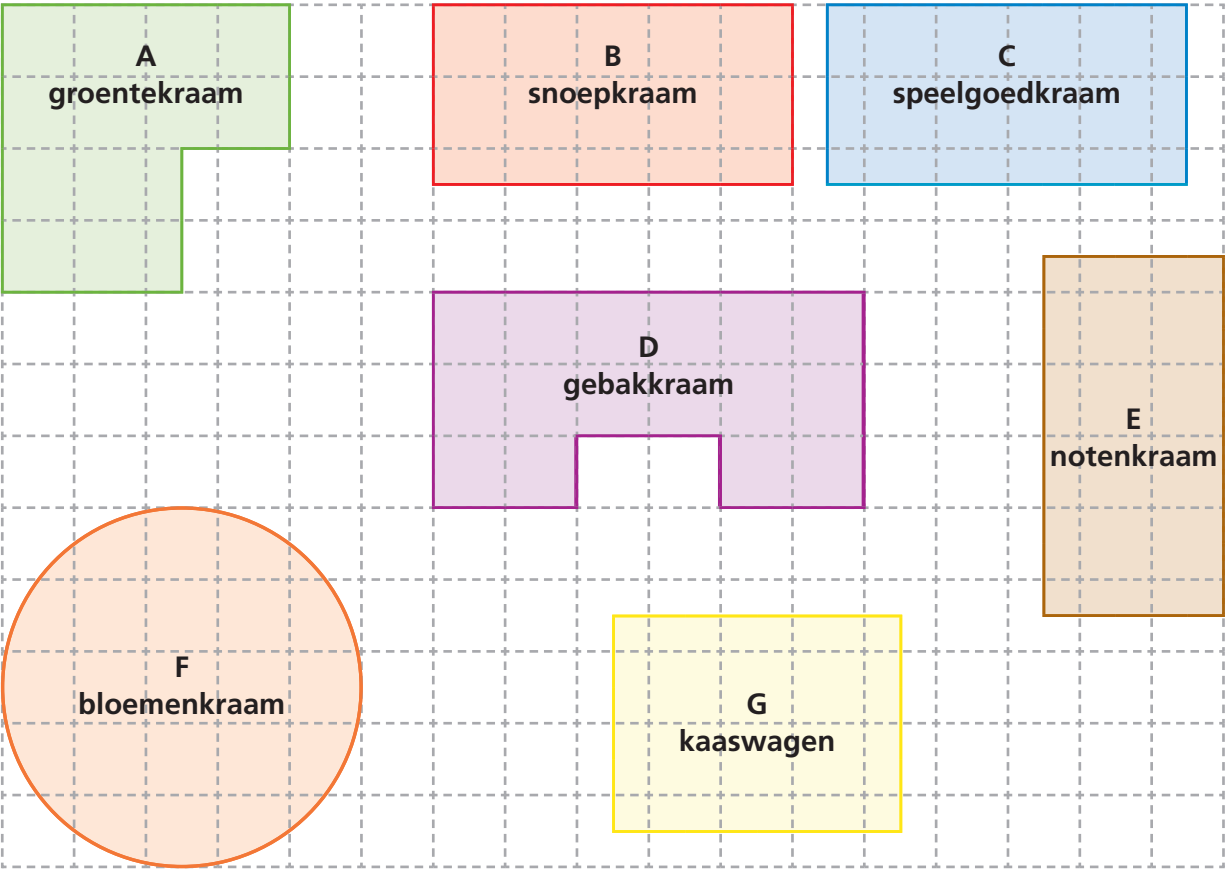 A
groentekraam
B
snoepkraam
C
speelgoedkraam
D
gebakkraam
E
notenkraam
F
bloemenkraam
G
kaaswagen